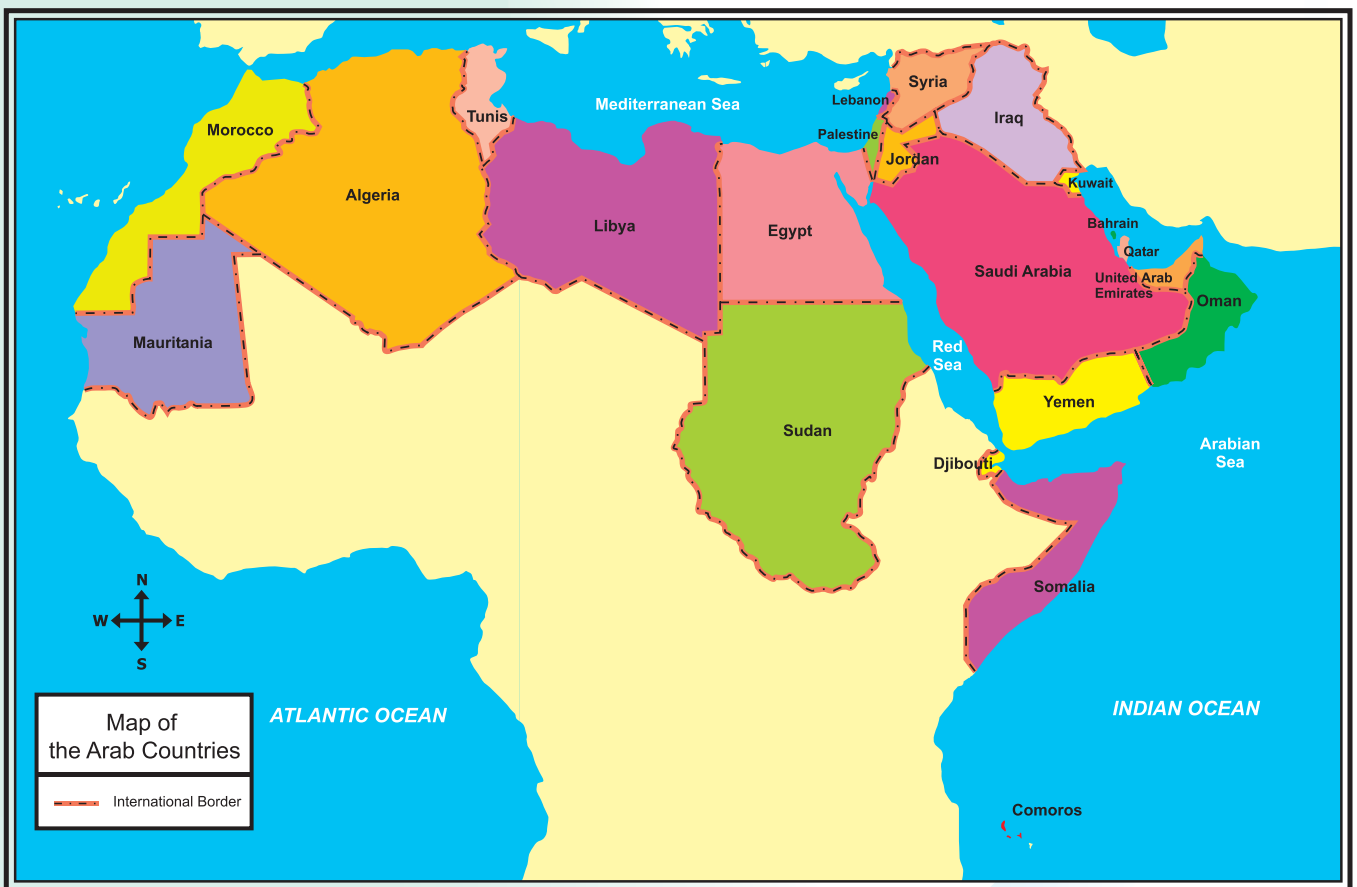 Syria
Lebanon
Mediterranean Sea
Iraq
Tunis
Morocco
Palestine
Jordan
Kuwait
Algeria
Bahrain
Libya
Egypt
Qatar
Saudi Arabia
United Arab
Emirates
Oman
Mauritania
Red
Sea
Yemen
Sudan
Arabian
Sea
Djibouti
N
W
E
S
Somalia
ATLANTIC OCEAN
INDIAN OCEAN
Map of
the Arab Countries
International Border
Comoros